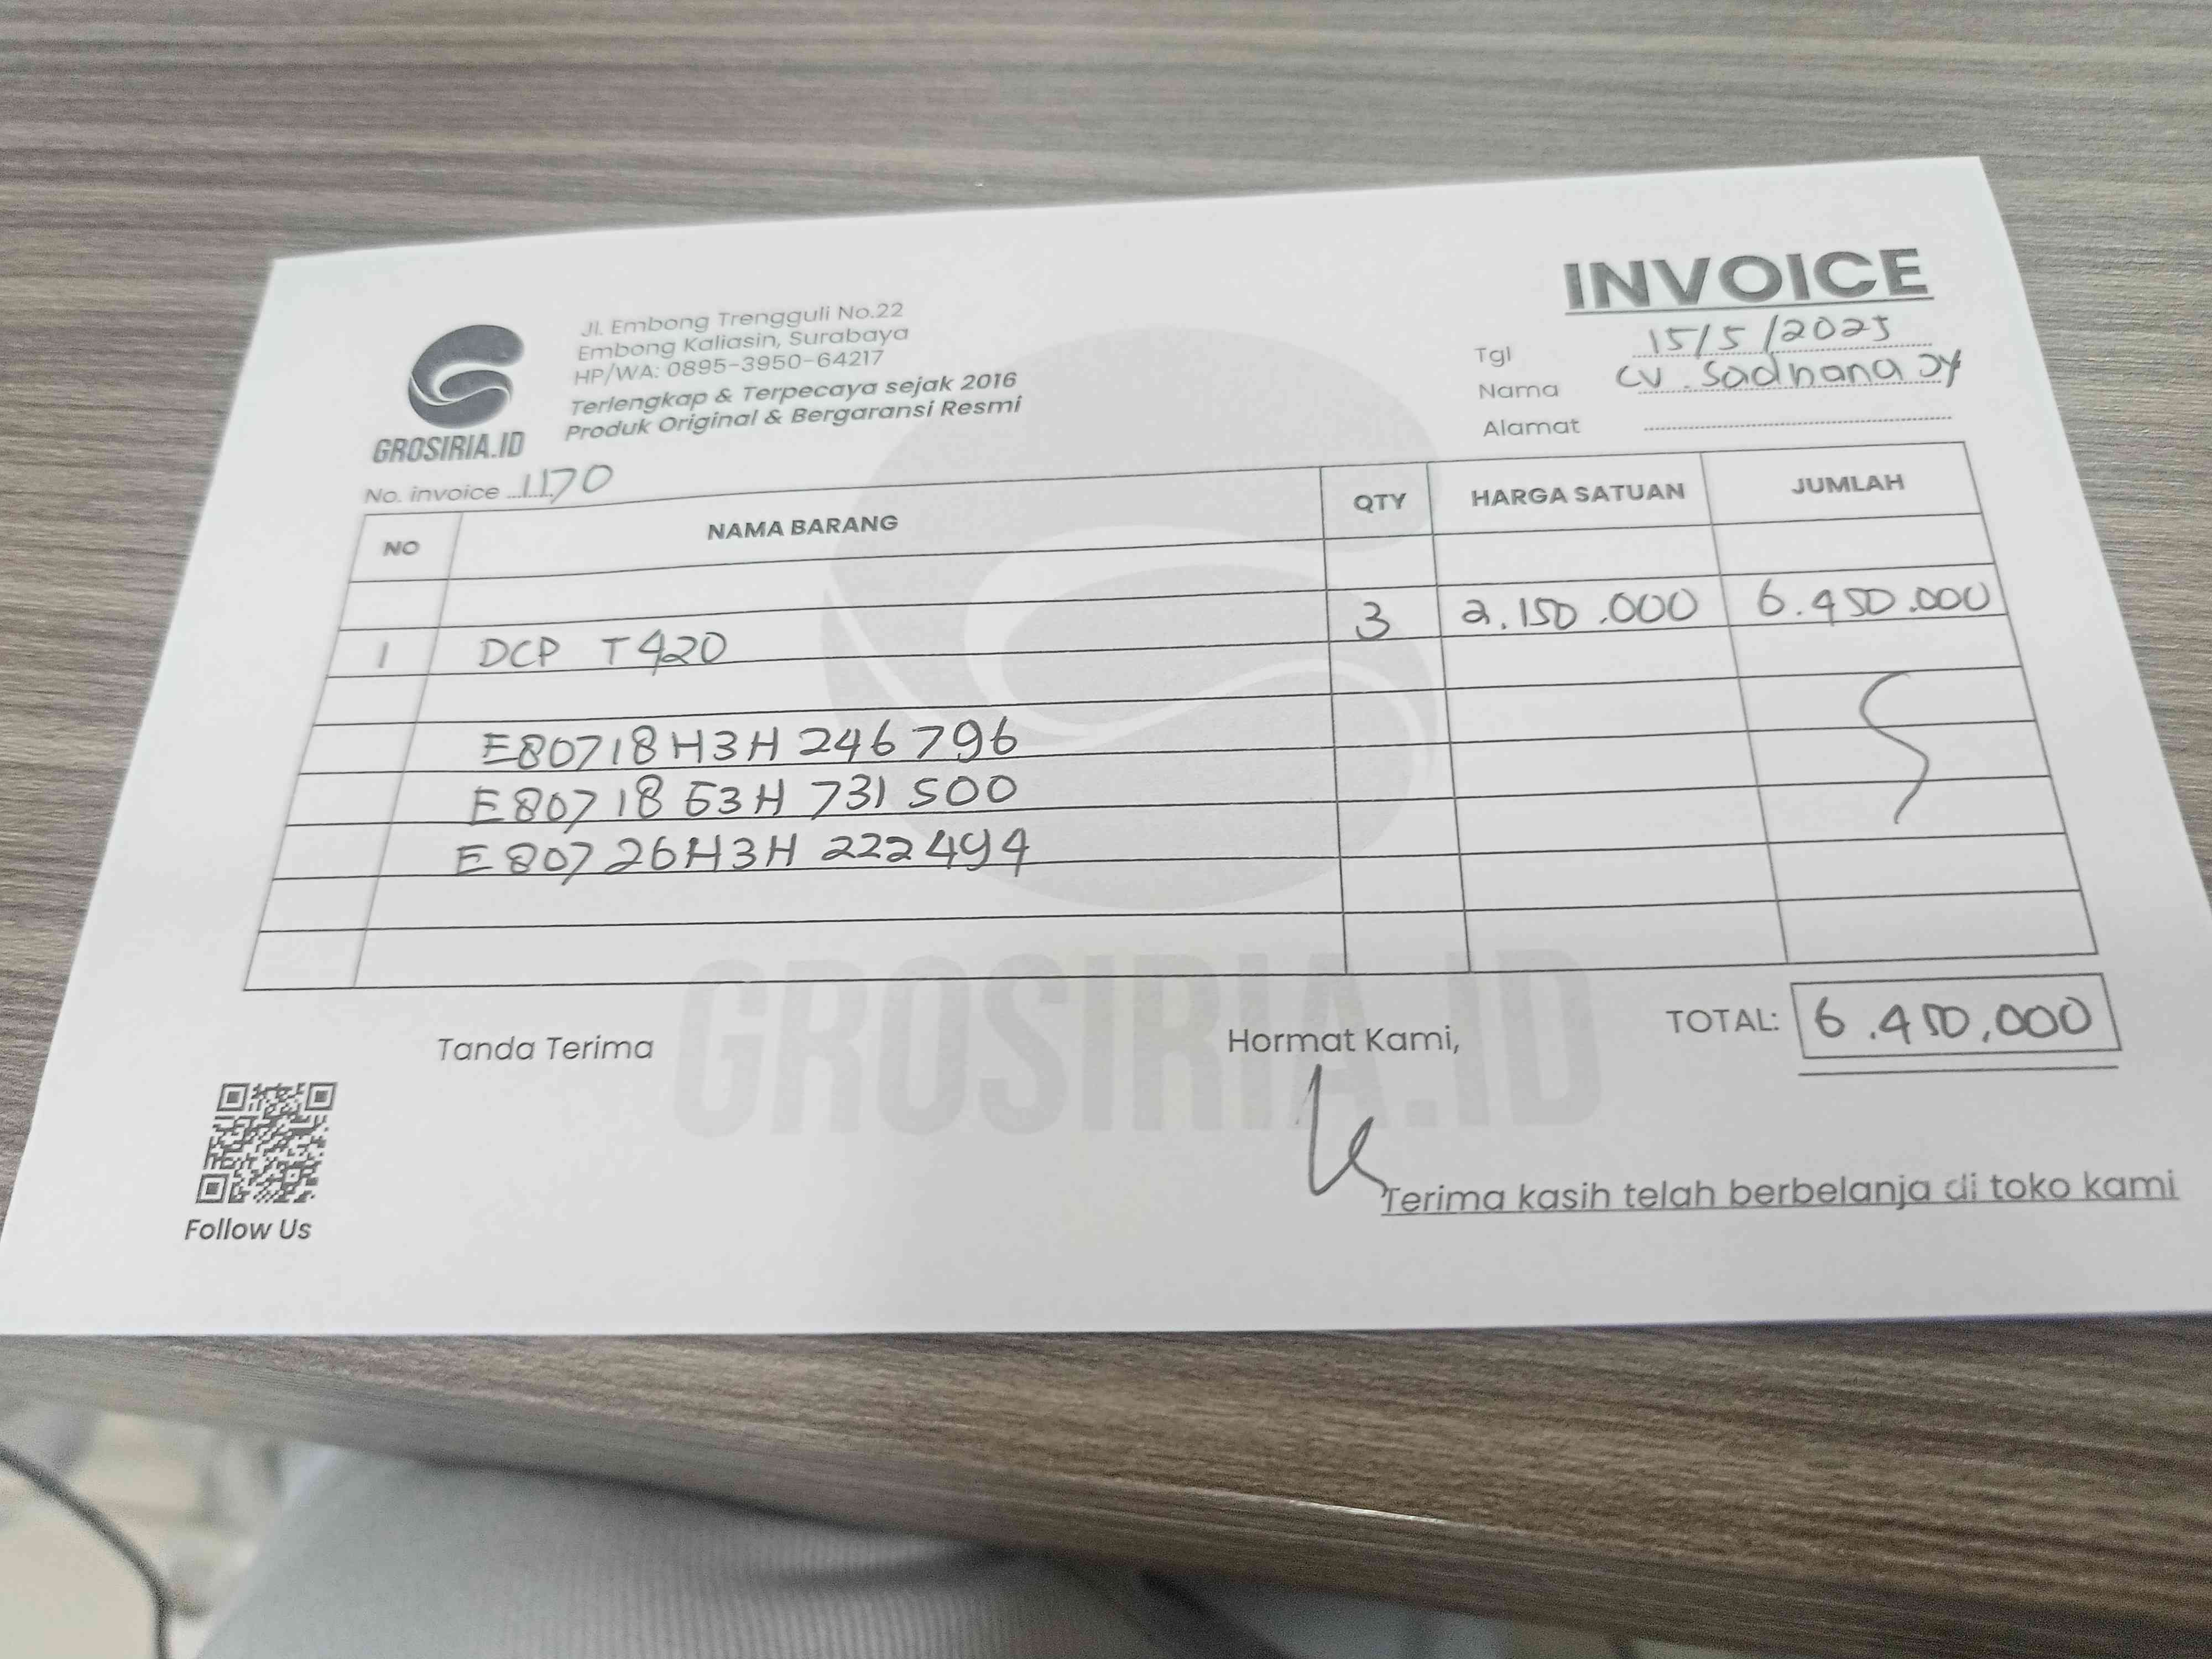 INVOICE
Jl. Embong Trengguli No.22
Embong Kaliasin, Surabaya
HP/WA: 0895-3950-64217
Terlengkap & Terpecaya sejak 2016
Produk Original & Bergaransi Resmi
GROSIRIA.ID
Tgl 15/5/2025
Nama CV. Sadhana Jy
Alamat
No. invoice 1170
NO NAMA BARANG QTY HARGA SATUAN JUMLAH
1 DCP T420 3 2.150.000 6.450.000
E80718H3H246796
E80718 3H 731500
E80726H3H 222494
GROSIRIA.ID
TOTAL: 6.450,000
Tanda Terima
Hormat Kami,
Terima kasih telah berbelanja di toko kami
Follow Us